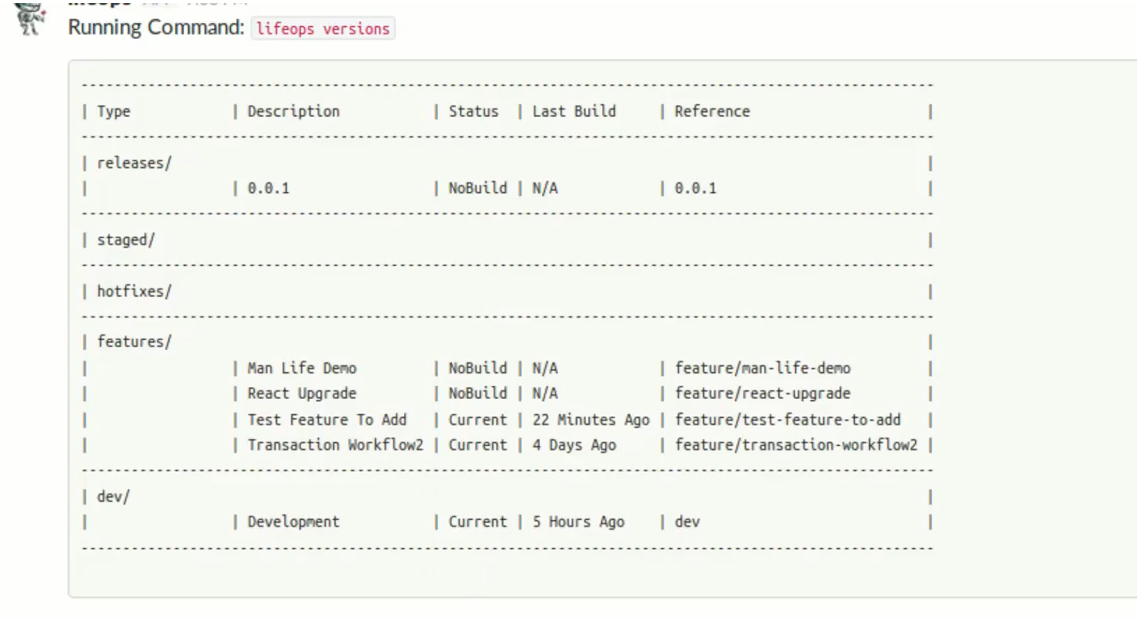 Running Command: lifeops versions
| Type | Description | Status | Last Build | Reference |
| releases/ |
| | 0.0.1 | NoBuild | N/A | 0.0.1 |
| staged/ |
| hotfixes/ |
| features/ |
| | Man Life Demo | NoBuild | N/A | feature/man-life-demo |
| | React Upgrade | NoBuild | N/A | feature/react-upgrade |
| | Test Feature To Add | Current | 22 Minutes Ago | feature/test-feature-to-add |
| | Transaction Workflow2 | Current | 4 Days Ago | feature/transaction-workflow2 |
| dev/ |
| | Development | Current | 5 Hours Ago | dev |